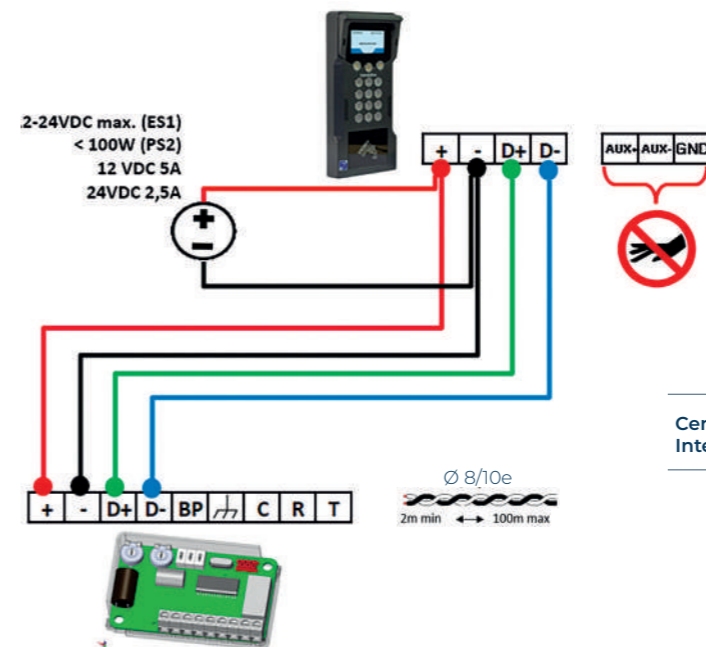 .2-24VDC max. (ES1)
< 100W (PS2)
12 VDC 5A
24VDC 2,5A
+ - D+ D-
AUX+ AUX- GND
+
-
Cer
Inte
Ø 8/10e
2m min ↔ 100m max
+ - D+ D- BP C R T